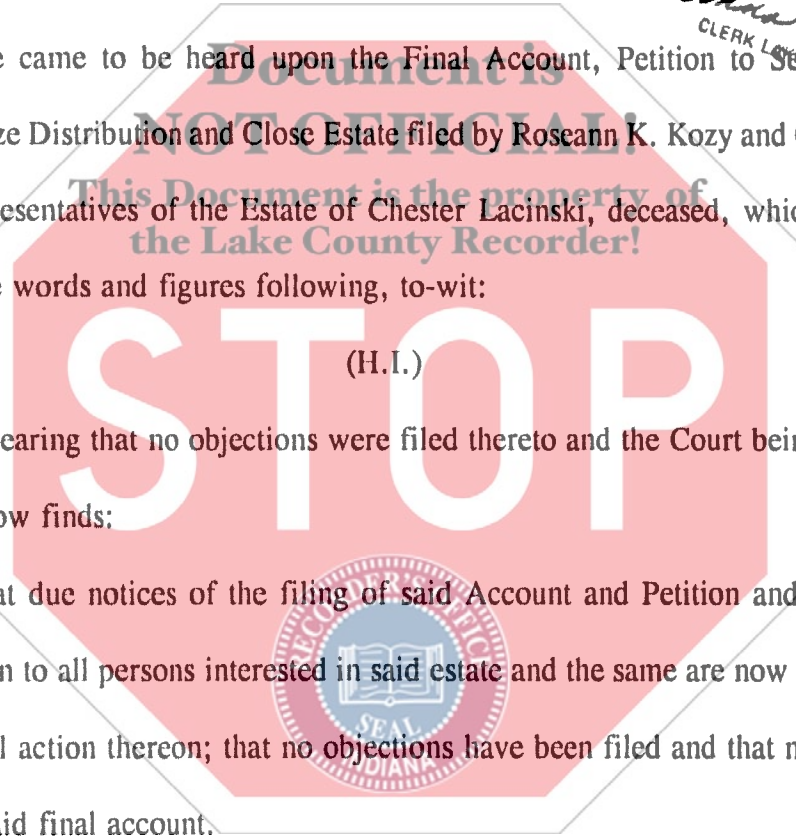 CLERK
e came to be heard upon the Final Account, Petition to Se
Document is
ze Distribution and Close Estate filed by Roseann K. Kozy and
NOT OFFICIAL!
This Document is the property of
esentatives of the Estate of Chester Lacinski, deceased, whic
the Lake County Recorder!
e words and figures following, to-wit:
STOP
(H.I.)
earing that no objections were filed thereto and the Court bein
ow finds:
at due notices of the filing of said Account and Petition and
RECORDER'S OFFICE
n to all persons interested in said estate and the same are now
SEAL
l action thereon; that no objections have been filed and that n
INDIANA
id final account.